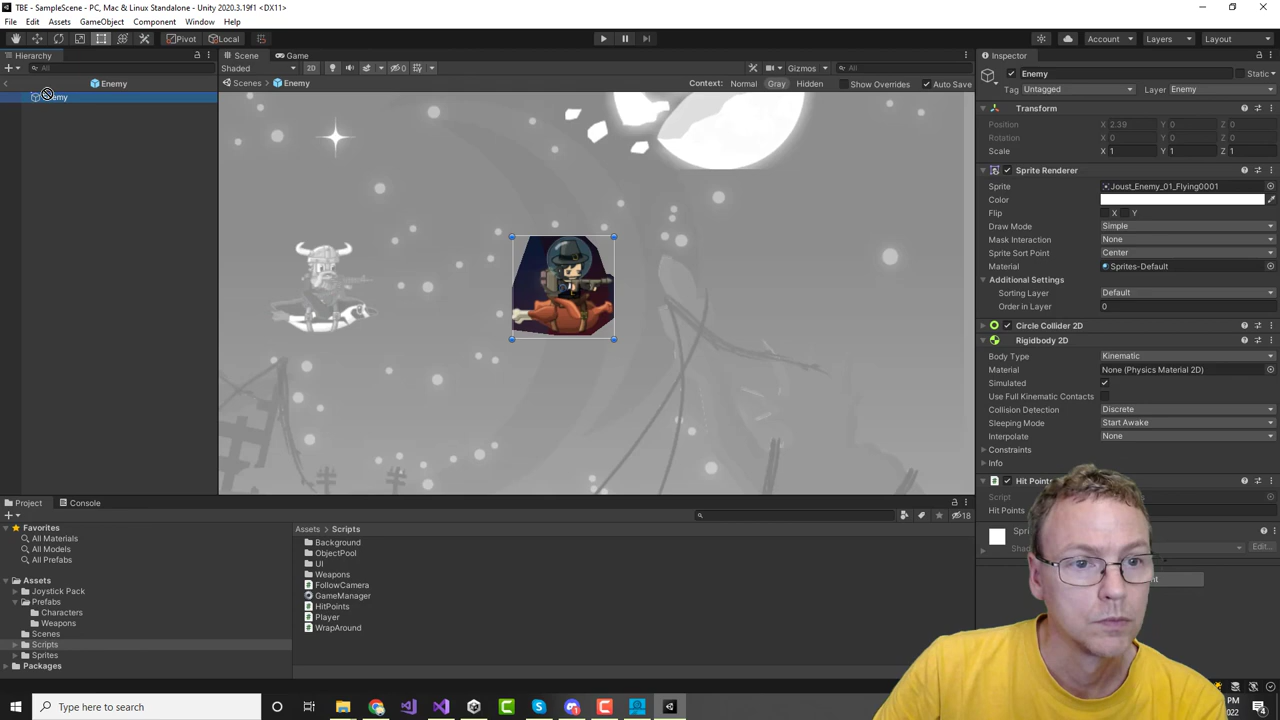 TBE - SampleScene - PC, Mac & Linux Standalone - Unity 2020.3.19f1 <DX11>
File Edit Assets GameObject Component Window Help
Pivot Local Account Layers Layout
Hierarchy Scene Game Inspector
All Shaded 2D 0 Gizmos All
Enemy Scenes Enemy Context: Normal Gray Hidden Show Overrides Auto Save
Enemy Static
Tag Untagged Layer Enemy
Transform
Position X 2.39 Y 0 Z 0
Rotation X 0 Y 0 Z 0
Scale X 1 Y 1 Z 1
Sprite Renderer
Sprite Joust_Enemy_01_Flying0001
Color
Flip X Y
Draw Mode Simple
Mask Interaction None
Sprite Sort Point Center
Material Sprites-Default
Additional Settings
Sorting Layer Default
Order in Layer 0
Circle Collider 2D
Rigidbody 2D
Body Type Kinematic
Material None (Physics Material 2D)
Simulated
Use Full Kinematic Contacts
Collision Detection Discrete
Sleeping Mode Start Awake
Interpolate None
Constraints
Info
Hit Points
Script
Hit Points
Edit...
Project Console
18
Favorites
All Materials
All Models
All Prefabs
Assets
Joystick Pack
Prefabs
Characters
Weapons
Scenes
Scripts
Sprites
Packages
Assets Scripts
Background
ObjectPool
UI
Weapons
FollowCamera
GameManager
HitPoints
Player
WrapAround
Type here to search